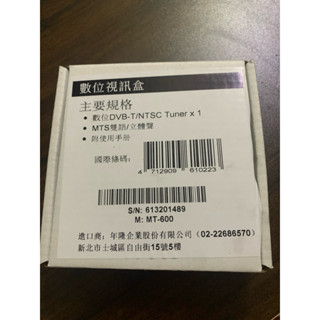 數位視訊盒
主要規格
• 數位DVB-T/NTSC Tuner x 1
• MTS雙語/立體聲
• 附使用手册
國際條碼：
4 712909 610223
S/N: 613201489
M: MT-600
進口商：年隆企業股份有限公司 (02-22686570)
新北市土城區自由街15號5樓